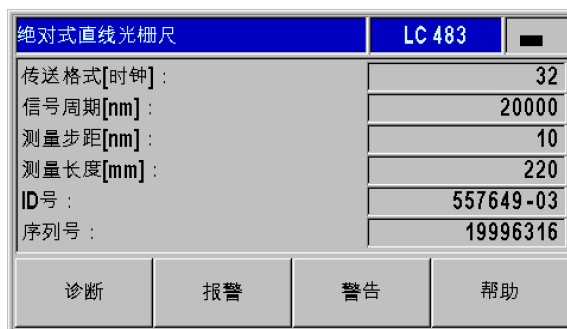 绝对式直线光栅尺 LC 483
传送格式[时钟] : 32
信号周期[nm] : 20000
测量步距[nm] : 10
测量长度[mm] : 220
ID号 : 557649-03
序列号 : 19996316
诊断 报警 警告 帮助